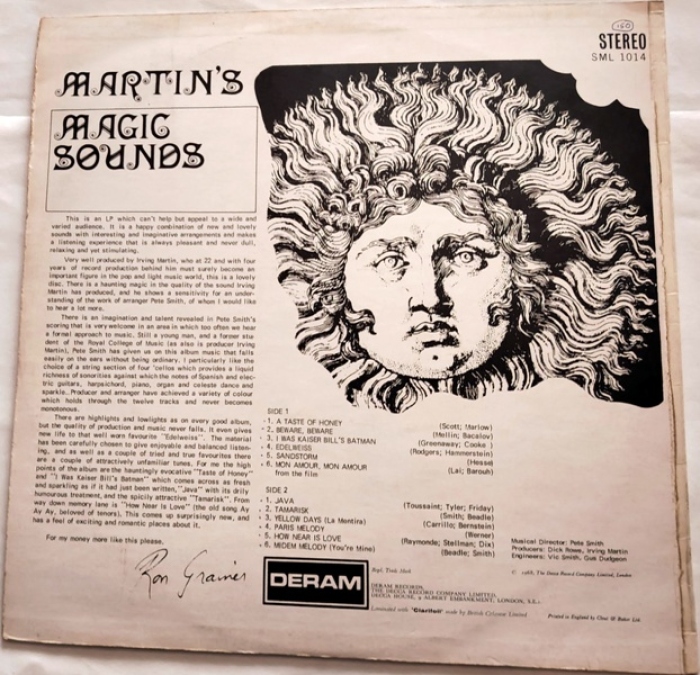 160
STEREO
SML 1014
MARTIN'S
MAGIC
SOUNDS
This is an LP which can't help but appeal to a wide and
varied audience. It is a happy combination of new and lovely
sounds with interesting and imaginative arrangements and makes
a listening experience that is always pleasant and never dull,
relaxing and yet stimulating.
Very well produced by Irving Martin, who at 22 and with four
years of record production behind him must surely become an
important figure in the pop and light music world, this is a lovely
disc. There is a haunting magic in the quality of the sound Irving
Martin has produced, and he shows a sensitivity for an under-
standing of the work of arranger Pete Smith, of whom I would like
to hear a lot more.
There is an imagination and talent revealed in Pete Smith's
scoring that is very welcome in an area in which too often we hear
a formal approach to music. Still a young man, and a former stu-
dent of the Royal College of Music (as also is producer Irving
Martin), Pete Smith has given us on this album music that falls
easily on the ears without being ordinary. I particularly like the
choice of a string section of four 'cellos which provides a liquid
richness of sonorities against which the notes of Spanish and elec-
tric guitars, harpsichord, piano, organ and celeste dance and
sparkle. Producer and arranger have achieved a variety of colour
which holds through the twelve tracks and never becomes
monotonous.
There are highlights and lowlights as on every good album,
but the quality of production and music never falls. It even gives
new life to that well worn favourite "Edelweiss". The material
has been carefully chosen to give enjoyable and balanced listen-
ing, and as well as a couple of tried and true favourites there
are a couple of attractively unfamiliar tunes. For me the high
points of the album are the hauntingly evocative "Taste of Honey"
and "I Was Kaiser Bill's Batman" which comes across as fresh
and sparkling as if it had just been written, "Java" with its drily
humourous treatment, and the spicily attractive "Tamarisk". From
way down memory lane is "How Near Is Love" (the old song Ay
Ay Ay, beloved of tenors). This comes up surprisingly new, and
has a feel of exciting and romantic places about it.
For my money more like this please.
Ron Grainer
SIDE 1
1. A TASTE OF HONEY (Scott; Marlow)
2. BEWARE, BEWARE (Mellin; Bacalov)
3. I WAS KAISER BILL'S BATMAN (Greenaway; Cooke )
4. EDELWEISS (Rodgers; Hammerstein)
5. SANDSTORM (Hesse)
6. MON AMOUR, MON AMOUR (Lai; Barouh)
from the film
SIDE 2
1. JAVA (Toussaint; Tyler; Friday)
2. TAMARISK (Smith; Beadle)
3. YELLOW DAYS (La Mentira) (Carrillo; Bernstein)
4. PARIS MELODY (Werner)
5. HOW NEAR IS LOVE (Raymonde; Stellman; Dix)
6. MIDEM MELODY (You're Mine) (Beadle; Smith)
Musical Director: Pete Smith
Producers: Dick Rowe, Irving Martin
Engineers: Vic Smith, Gus Dudgeon
DERAM
Regd. Trade Mark
© 1968, The Decca Record Company Limited, London
DERAM RECORDS,
THE DECCA RECORD COMPANY LIMITED,
DECCA HOUSE, 9 ALBERT EMBANKMENT, LONDON, S.E.1
Laminated with "Clarifoil" made by British Celanese Limited
Printed in England by Clout & Baker Ltd.